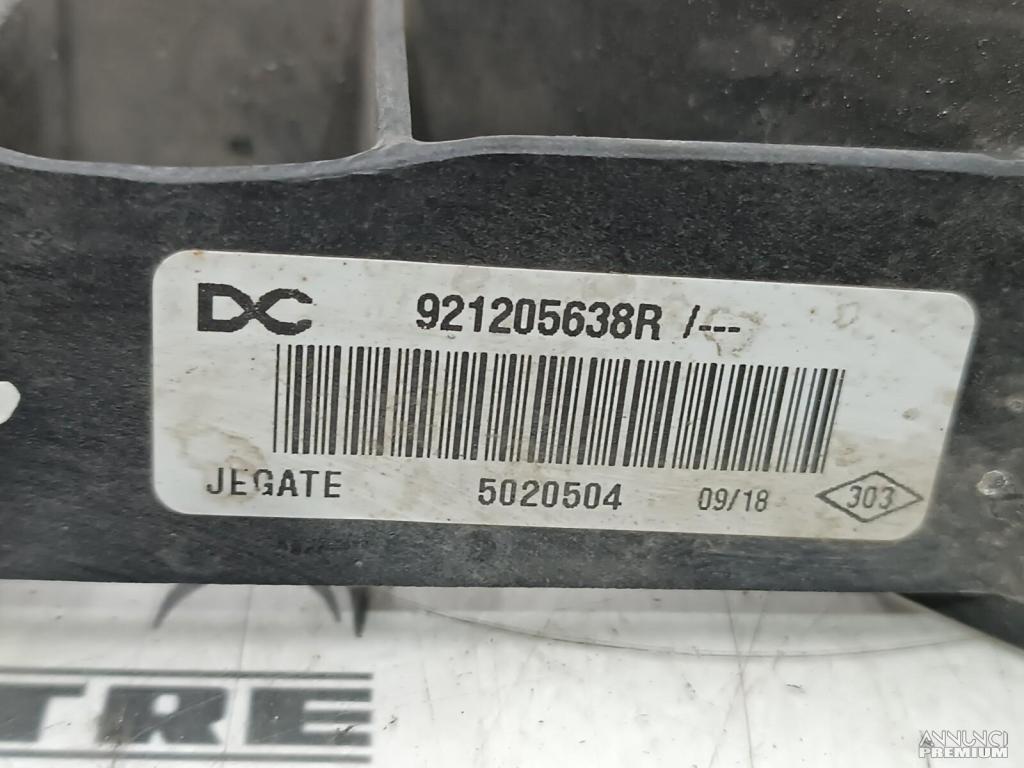 DC 921205638R /---
JEGATE 5020504 09/18 303
TRE
ANNUNCI
PREMIUM